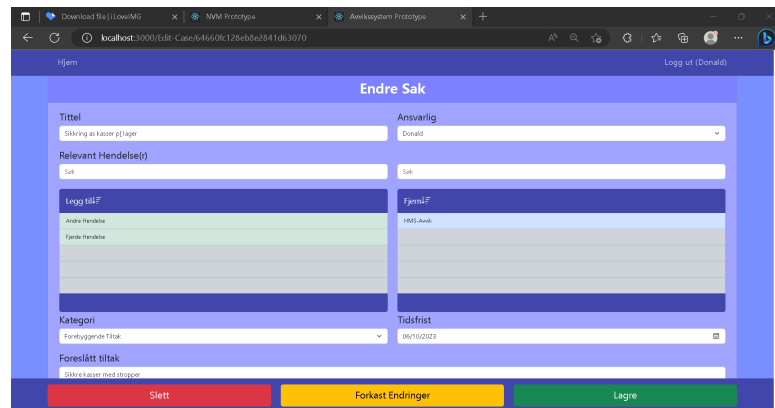 Download file | iLoveIMG
NVM Prototype
Avvikssystem Prototype
localhost:3000/Edit-Case/64660fc128eb8e2841d63070
Hjem
Logg ut (Donald)
Endre Sak
Tittel
Ansvarlig
Sikkring as kasser p[ lager
Donald
Relevant Hendelse(r)
Søk
Søk
Legg til
Fjern
Andre Hendelse
HMS-Avvik
Fjerde Hendelse
Kategori
Tidsfrist
Forebyggende Tiltak
06/10/2023
Foreslått tiltak
Sikkre kasser med stropper
Slett
Forkast Endringer
Lagre